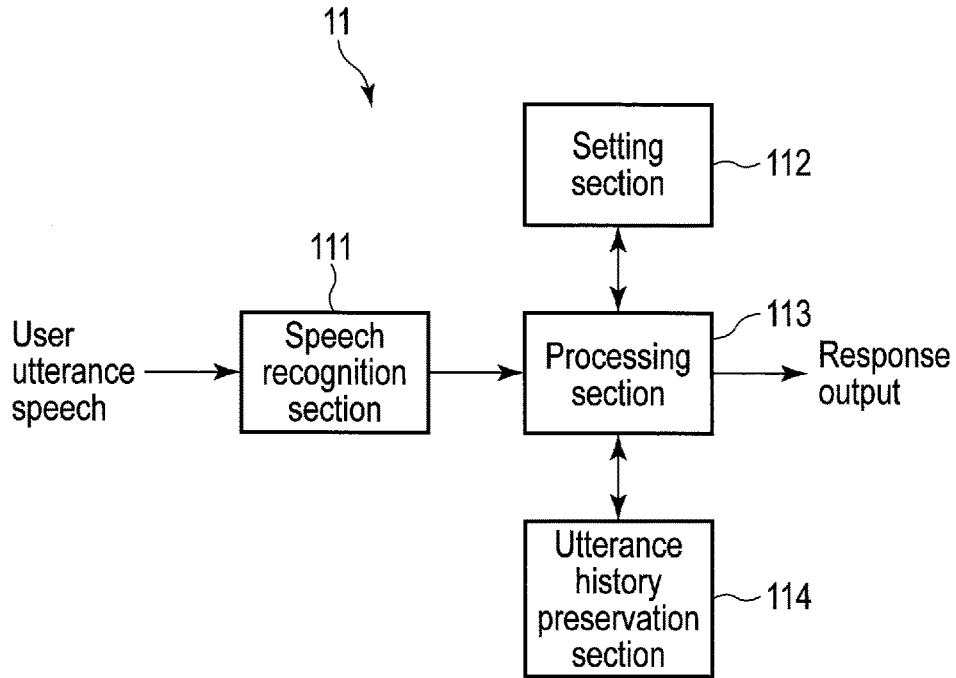 11
Setting
section
112
111
User
utterance
speech
Speech
recognition
section
Processing
section
113
Response
output
Utterance
history
preservation
section
114